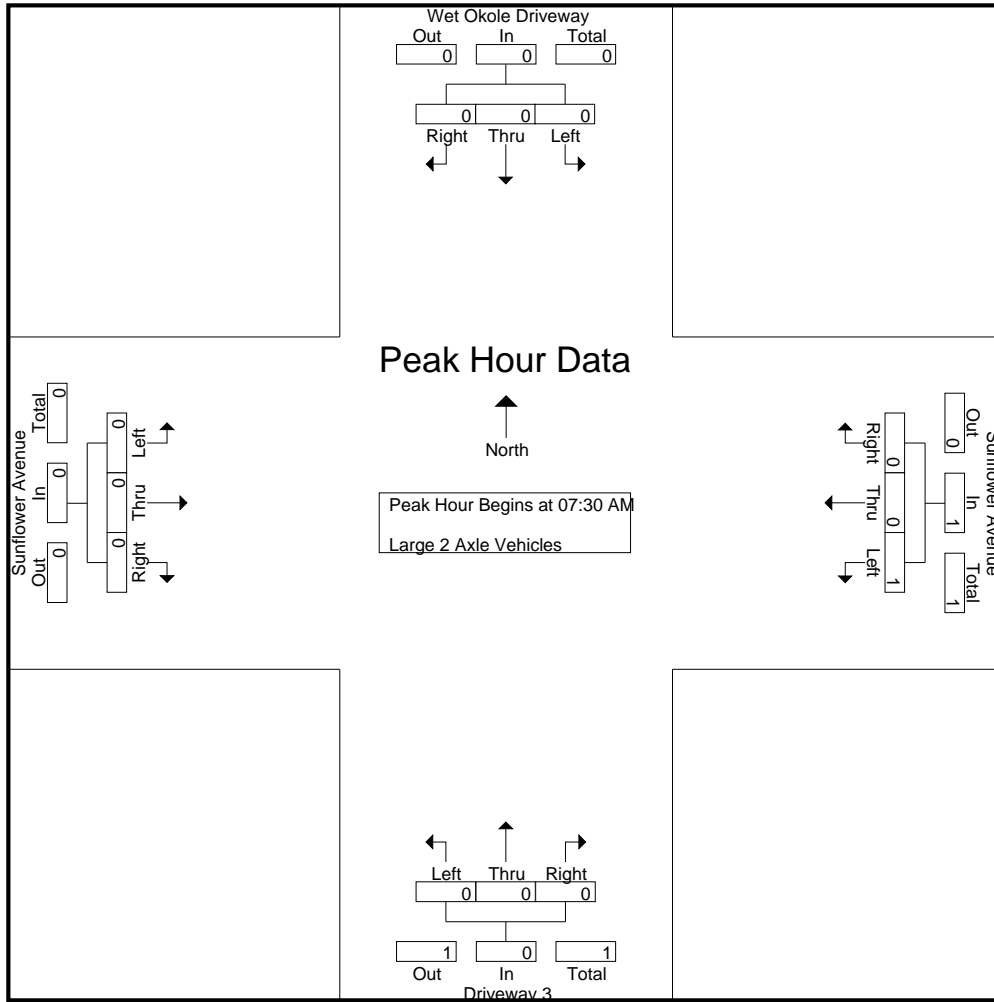 Wet Okole Driveway
Out In Total
0 0 0
0 0 0
Right Thru Left
Peak Hour Data
North
Peak Hour Begins at 07:30 AM
Large 2 Axle Vehicles
Sunflower Avenue
Out In Total
0 0 0
0 0 0
Right Thru Left
Sunflower Avenue
Out In Total
0 1 1
0 0 1
Right Thru Left
Left Thru Right
0 0 0
1 0 1
Out In Total
Driveway 3